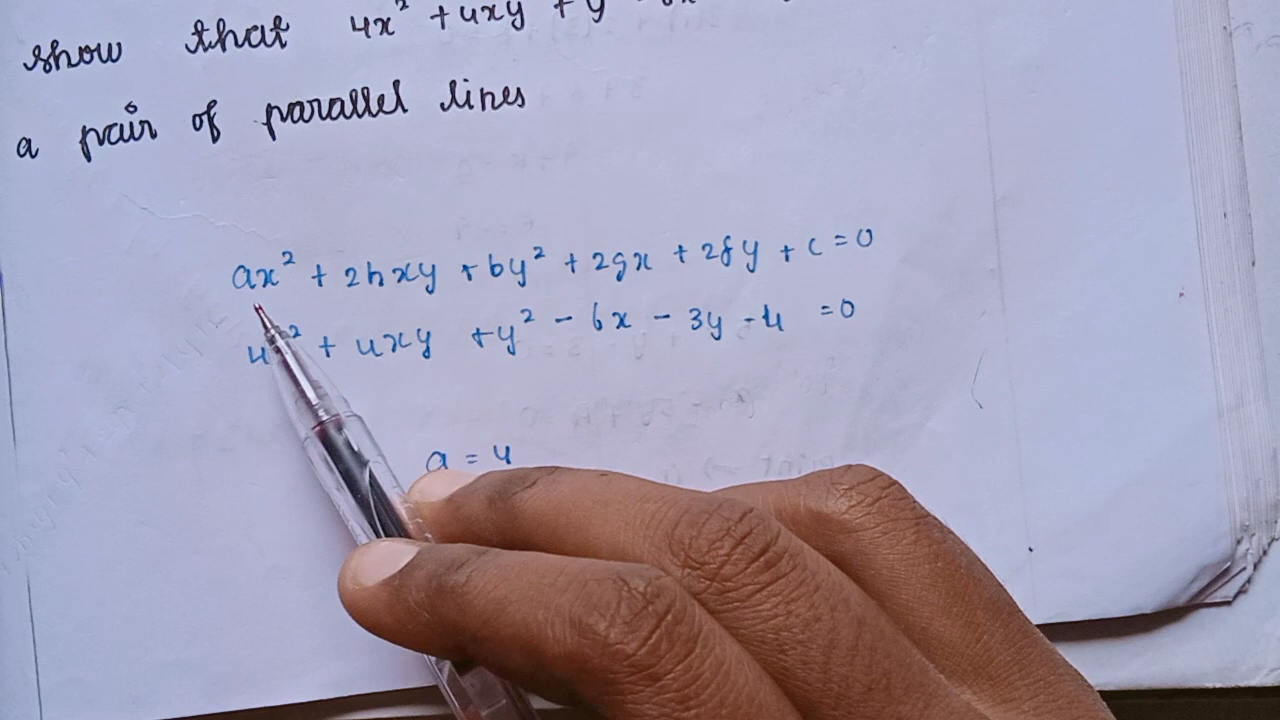 show that 4x² + 4xy + y
a pair of parallel lines
ax² + 2hxy + by² + 2gx + 2fy + c = 0
4x² + 4xy + y² - 6x - 3y - 4 = 0
a = 4